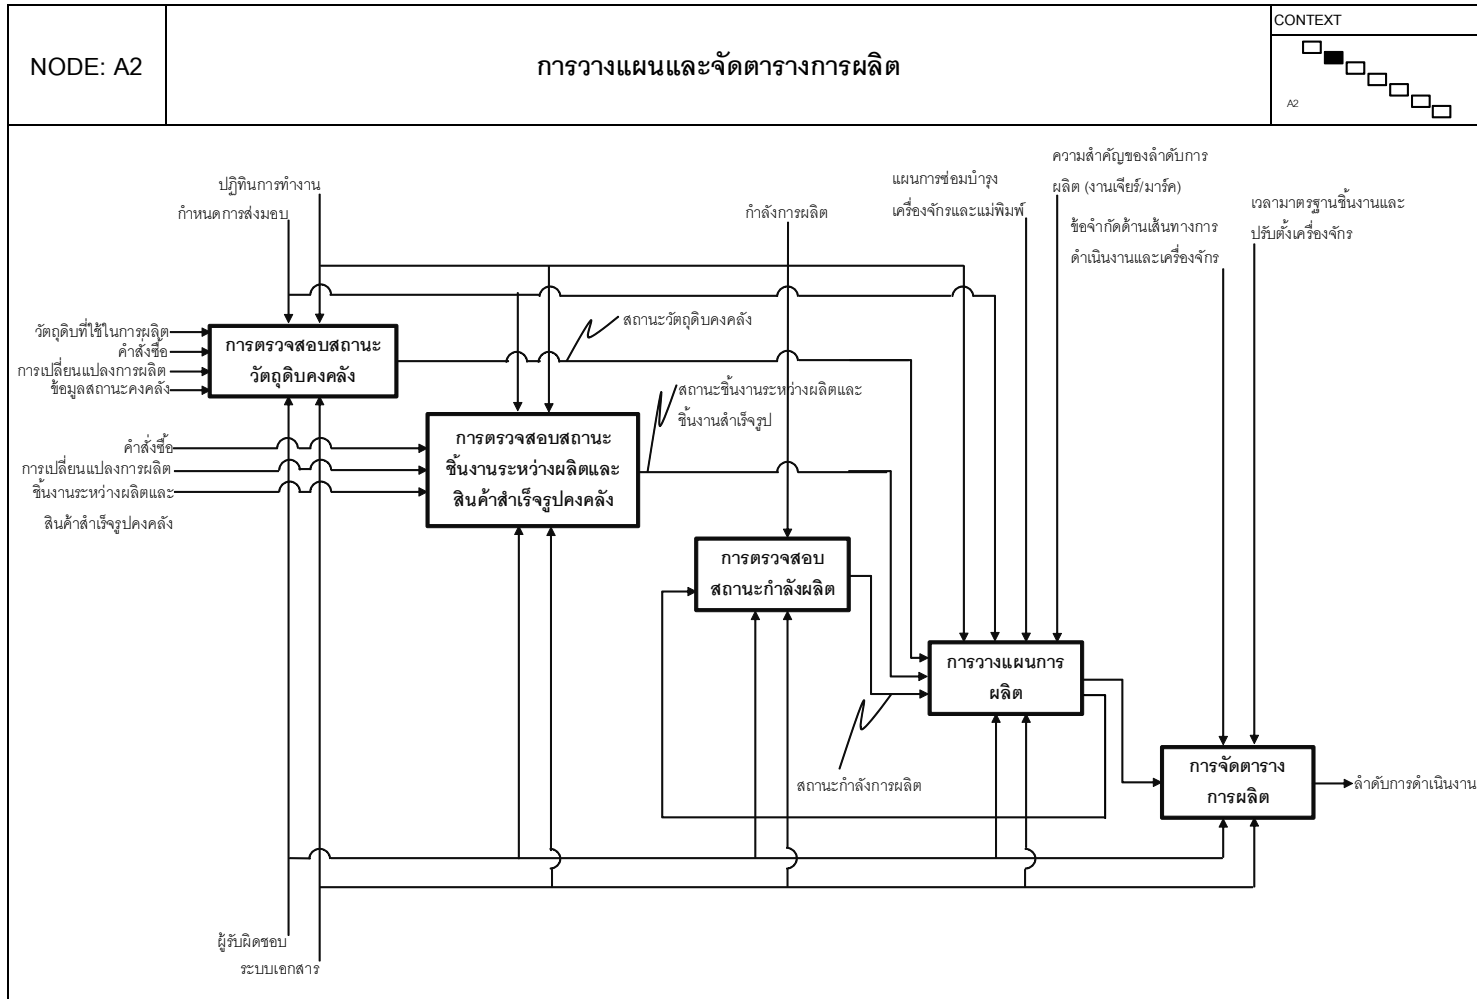 NODE: A2
การวางแผนและจัดตารางการผลิต
CONTEXT
A2
ปฏิทินการทำงาน
กำหนดการส่งมอบ
กำลังการผลิต
แผนการซ่อมบำรุง
เครื่องจักรและแม่พิมพ์
ความสำคัญของลำดับการ
ผลิต (งานเจียร์/มาร์ค)
ข้อจำกัดด้านเส้นทางการ
ดำเนินงานและเครื่องจักร
เวลามาตรฐานชิ้นงานและ
ปรับตั้งเครื่องจักร
วัตถุดิบที่ใช้ในการผลิต
คำสั่งซื้อ
การเปลี่ยนแปลงการผลิต
ข้อมูลสถานะคงคลัง
การตรวจสอบสถานะ
วัตถุดิบคงคลัง
สถานะวัตถุดิบคงคลัง
สถานะชิ้นงานระหว่างผลิตและ
ชิ้นงานสำเร็จรูป
คำสั่งซื้อ
การเปลี่ยนแปลงการผลิต
ชิ้นงานระหว่างผลิตและ
สินค้าสำเร็จรูปคงคลัง
การตรวจสอบสถานะ
ชิ้นงานระหว่างผลิตและ
สินค้าสำเร็จรูปคงคลัง
การตรวจสอบ
สถานะกำลังผลิต
การวางแผนการ
ผลิต
สถานะกำลังการผลิต
การจัดตาราง
การผลิต
ลำดับการดำเนินงาน
ผู้รับผิดชอบ
ระบบเอกสาร